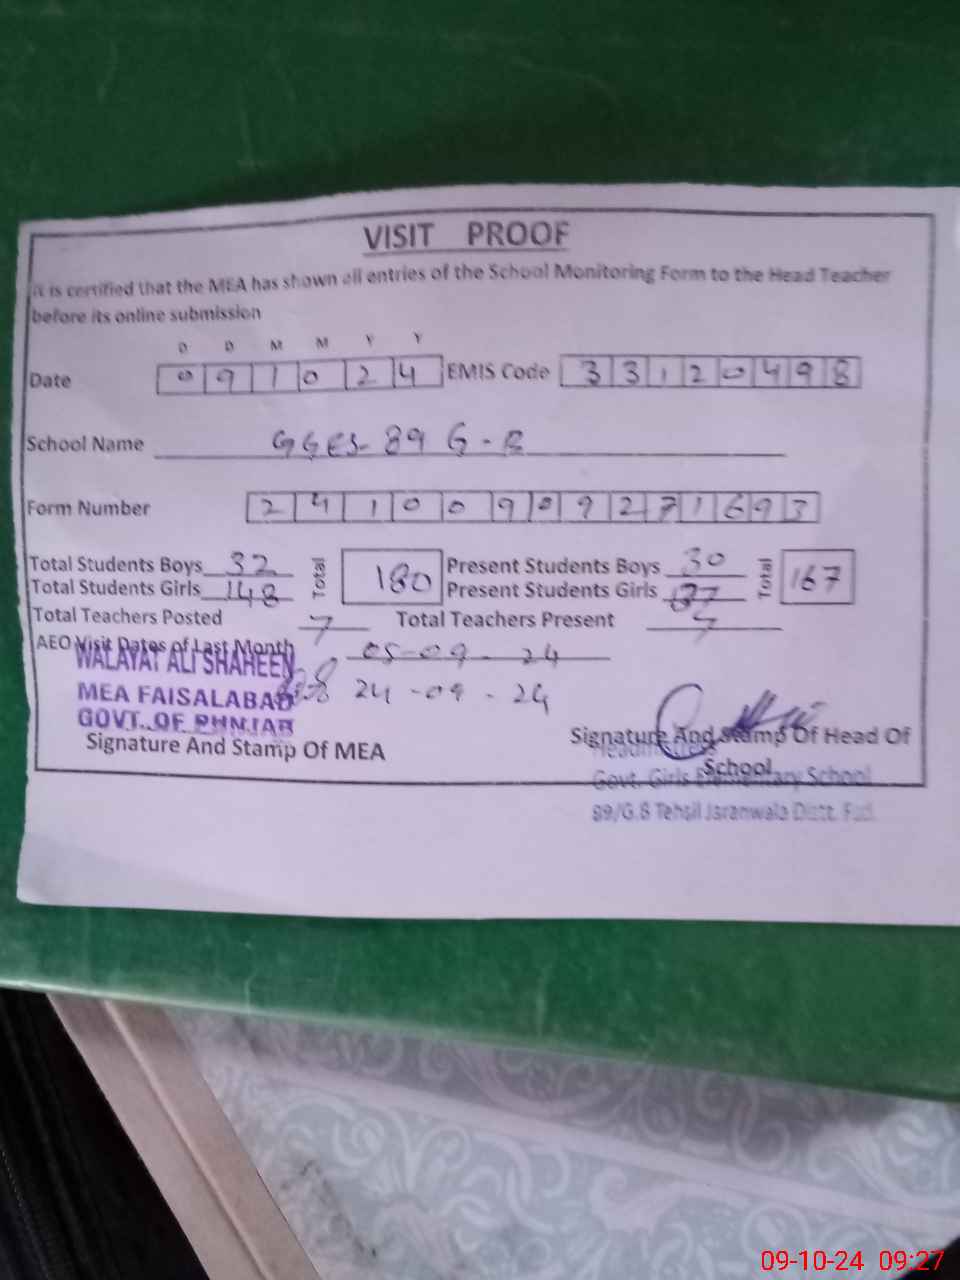 VISIT PROOF
It is certified that the MEA has shown all entries of the School Monitoring Form to the Head Teacher
before its online submission
D D M M Y Y
Date 0 9 1 0 2 4 EMIS Code 3 3 1 2 0 4 9 8
School Name GGES- 89 G-B
Form Number 2 4 1 0 0 9 0 9 2 7 1 6 9 3
Total Students Boys 32 Total 180 Present Students Boys 30 Total 167
Total Students Girls 148 Present Students Girls 137
Total Teachers Posted 7 Total Teachers Present 7
AEO Visit Dates of Last Month 05-09-24
24-09-24
WALAYAT ALI SHAHEEN
MEA FAISALABAD
GOVT. OF PUNJAB
Signature And Stamp Of MEA
Signature And Stamp Of Head Of
School
Headmistress
Govt. Girls Elementary School
89/G.B Tehsil Jaranwala Distt. Fsd.
09-10-24 09:27